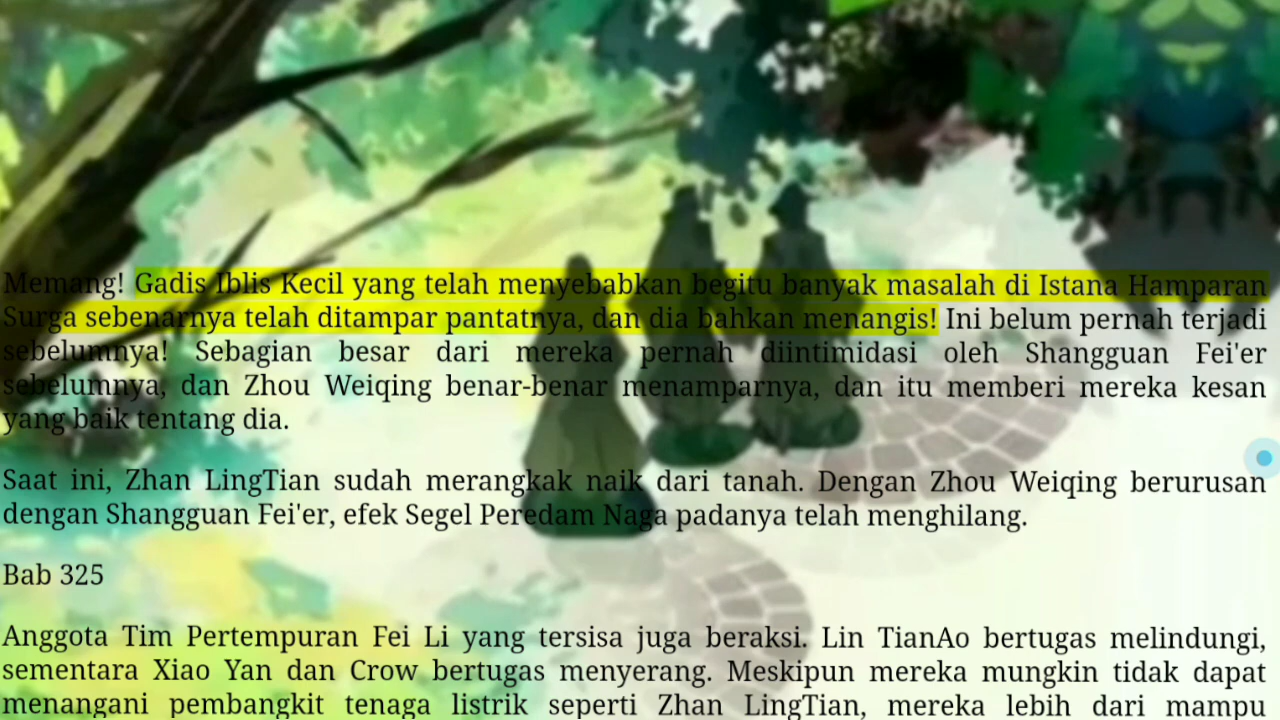 Memang! Gadis Iblis Kecil yang telah menyebabkan begitu banyak masalah di Istana Hamparan
Surga sebenarnya telah ditampar pantatnya, dan dia bahkan menangis! Ini belum pernah terjadi
sebelumnya! Sebagian besar dari mereka pernah diintimidasi oleh Shangguan Fei'er
sebelumnya, dan Zhou Weiqing benar-benar menamparnya, dan itu memberi mereka kesan
yang baik tentang dia.
Saat ini, Zhan LingTian sudah merangkak naik dari tanah. Dengan Zhou Weiqing berurusan
dengan Shangguan Fei'er, efek Segel Peredam Naga padanya telah menghilang.
Bab 325
Anggota Tim Pertempuran Fei Li yang tersisa juga beraksi. Lin TianAo bertugas melindungi,
sementara Xiao Yan dan Crow bertugas menyerang. Meskipun mereka mungkin tidak dapat
menangani pembangkit tenaga listrik seperti Zhan LingTian, mereka lebih dari mampu